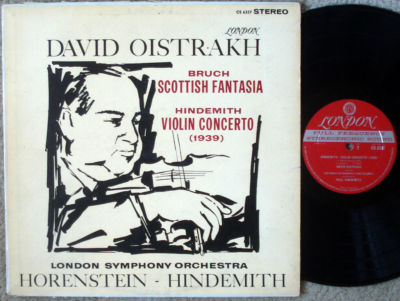 CS 6337 STEREO
LONDON
DAVID OISTRAKH
BRUCH
SCOTTISH FANTASIA
HINDEMITH
VIOLIN CONCERTO
(1939)
LONDON SYMPHONY ORCHESTRA
HORENSTEIN - HINDEMITH
LONDON
FULL FREQUENCY
STEREOPHONIC SOUND